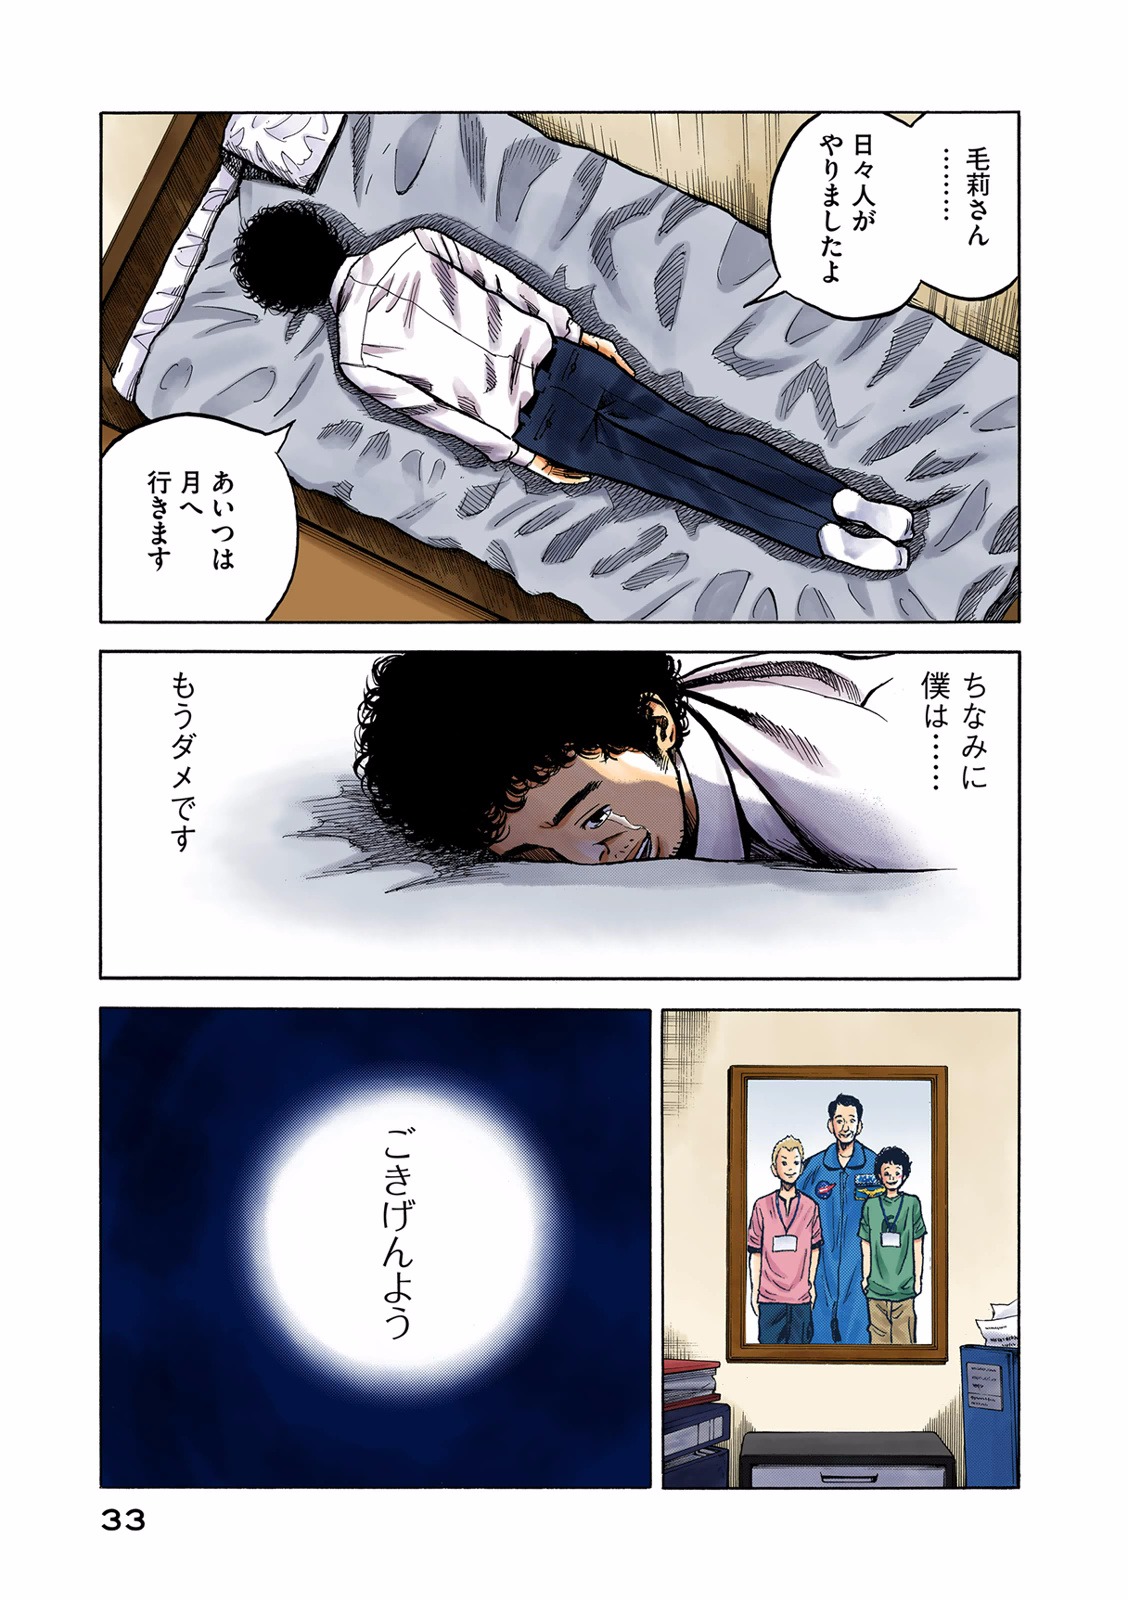 毛莉さん
………
日々人が
やりましたよ
あいつは
月へ
行きます
ちなみに
僕は……
もうダメです
ごきげんよう
33